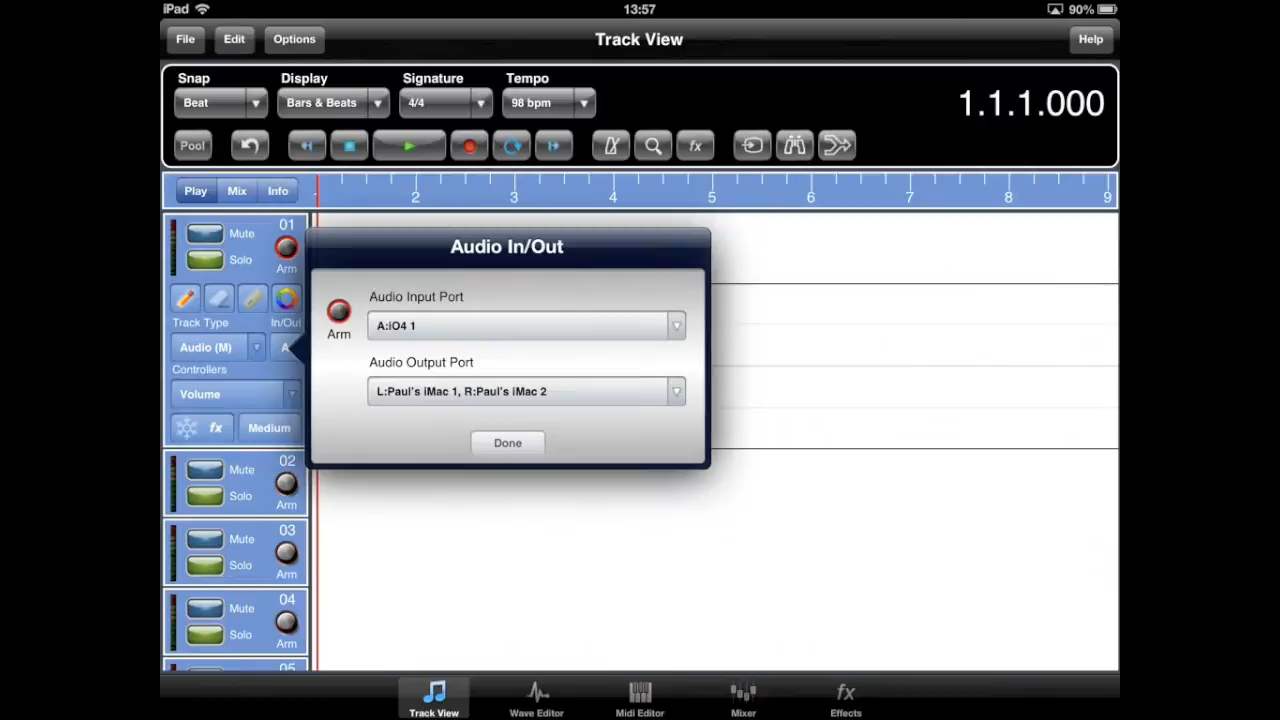 iPad 13:57 90%
File Edit Options Track View Help
Snap Display Signature Tempo
Beat Bars & Beats 4/4 98 bpm 1.1.1.000
Pool fx
Play Mix Info 2 3 4 5 6 7 8 9
01
Mute
Solo
Arm
Audio In/Out
Track Type In/Out
Audio (M) A
Controllers
Volume
fx Medium
Audio Input Port
A:iO4 1
Arm
Audio Output Port
L:Paul's iMac 1, R:Paul's iMac 2
Done
02
Mute
Solo
Arm
03
Mute
Solo
Arm
04
Mute
Solo
Arm
05
Track View Wave Editor Midi Editor Mixer fx Effects